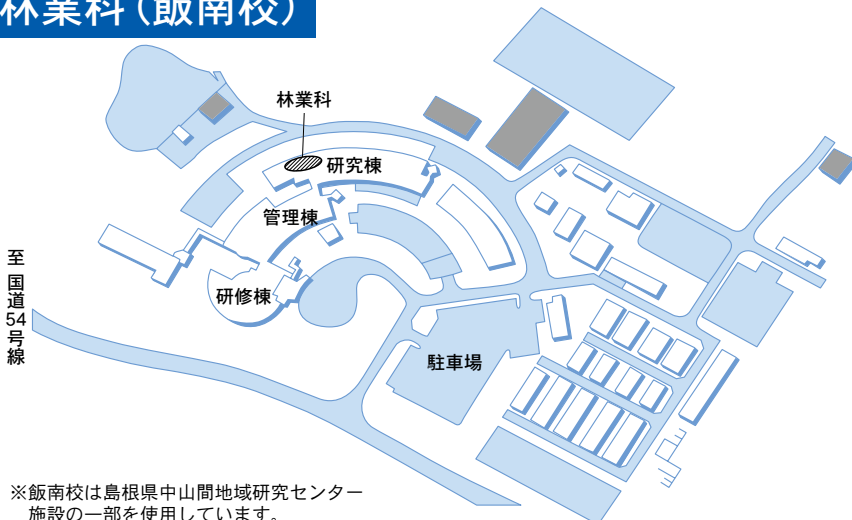 林業科（飯南校）
林業科
研究棟
管理棟
研修棟
至 国道54号線
駐車場
※飯南校は島根県中山間地域研究センター
施設の一部を使用しています。